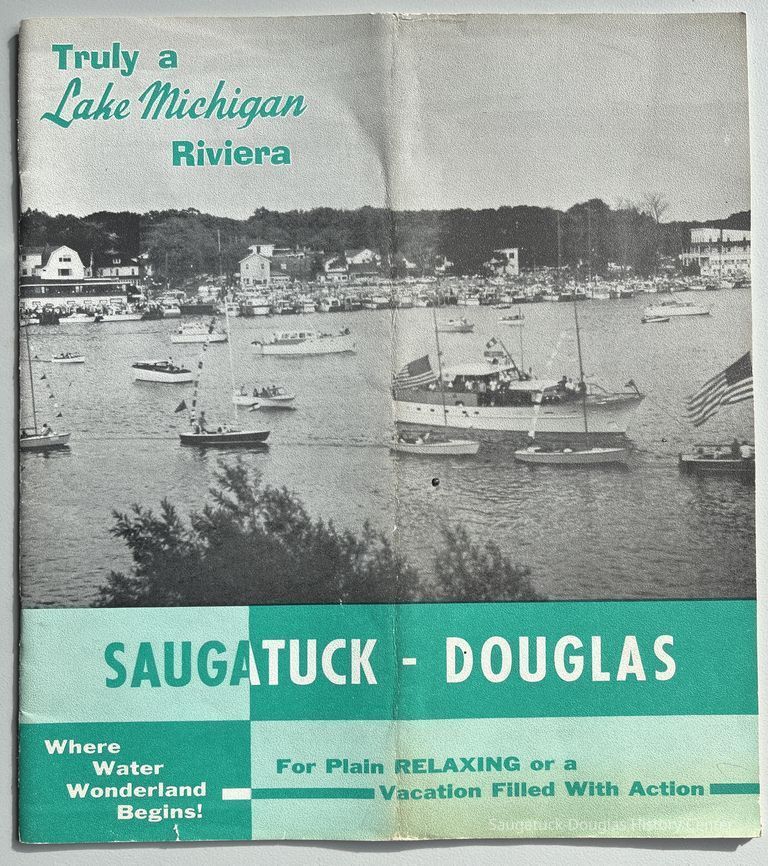 Truly a
Lake Michigan
Riviera
SAUGATUCK - DOUGLAS
Where
Water
Wonderland
Begins!
For Plain RELAXING or a
Vacation Filled With Action
Saugatuck-Douglas History Center